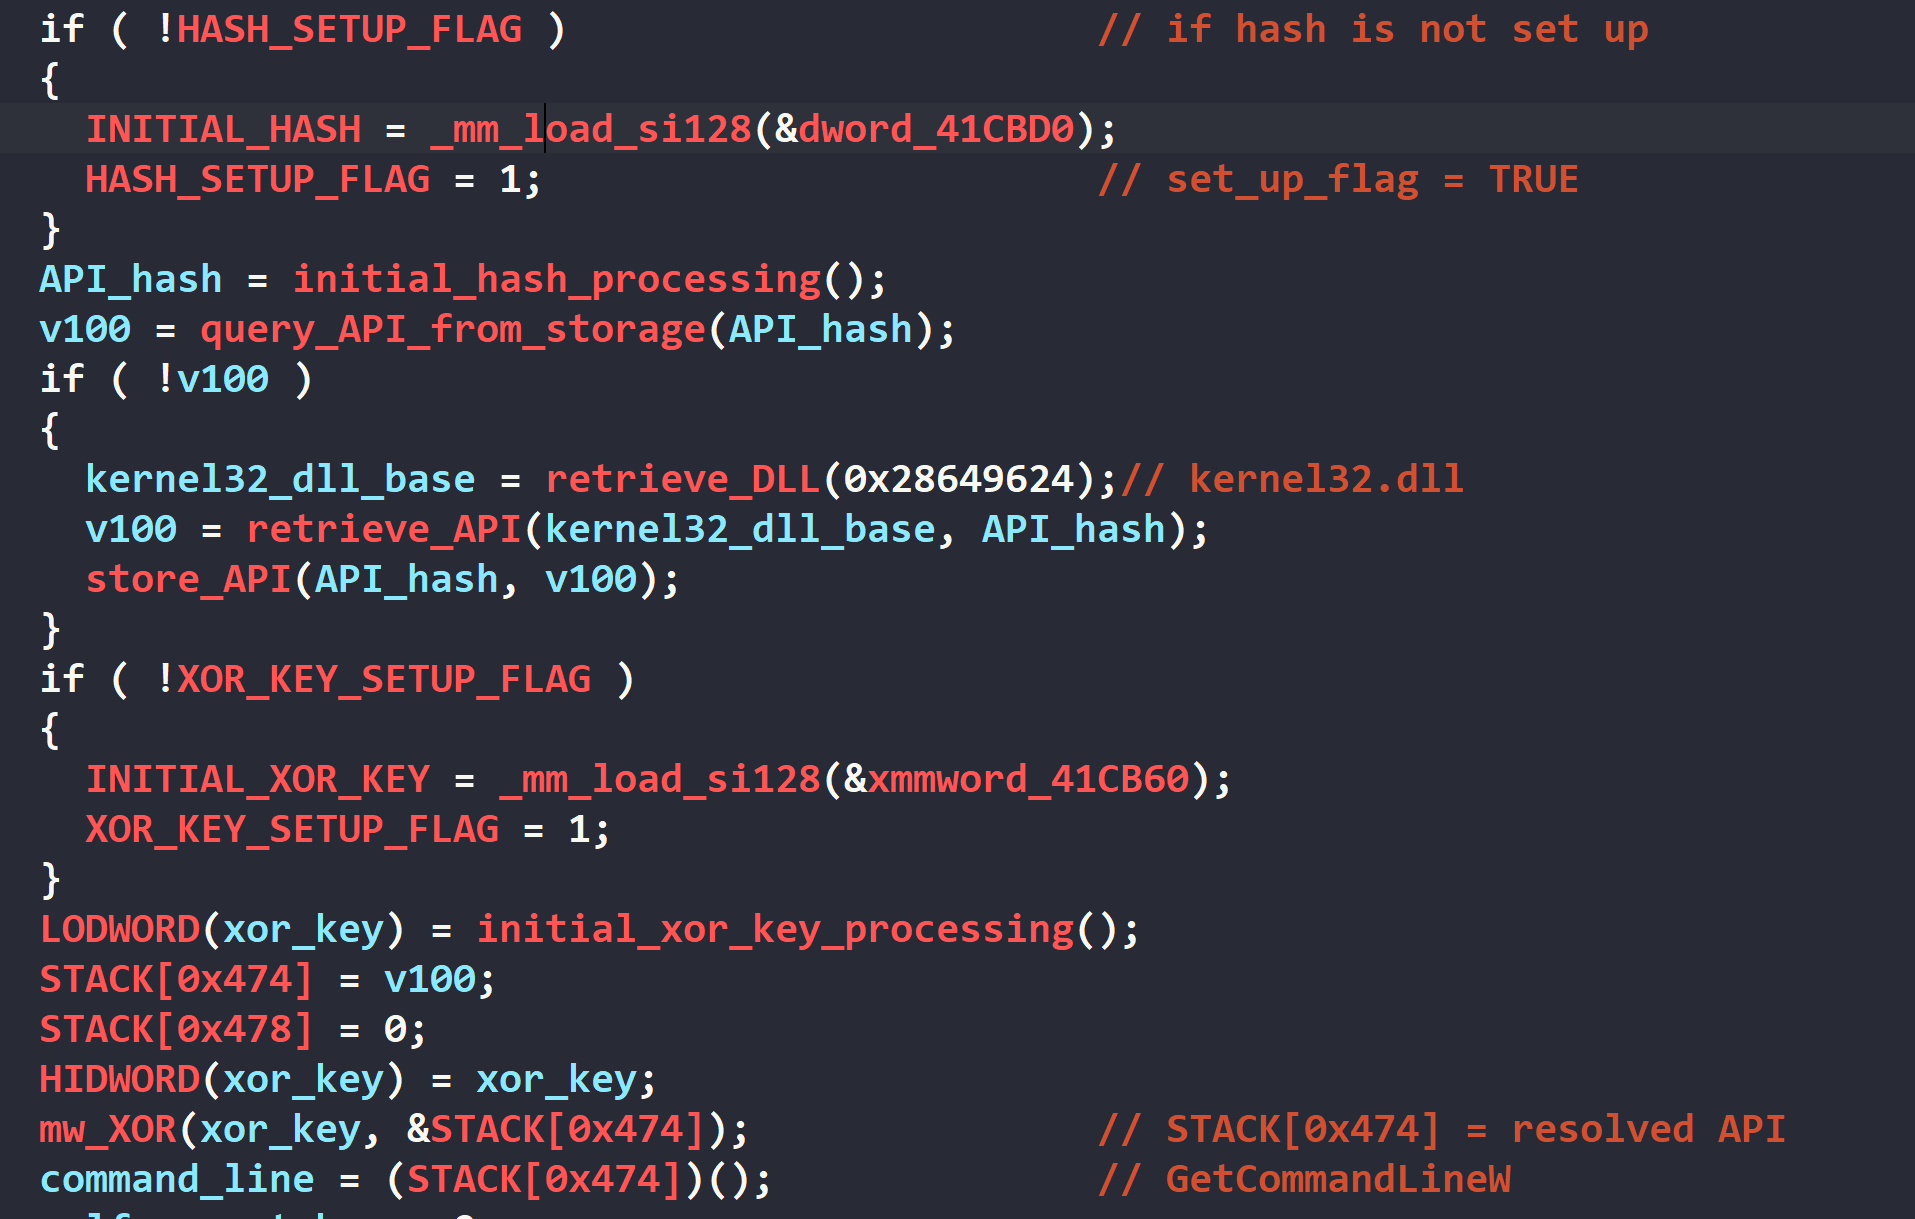 if ( !HASH_SETUP_FLAG ) // if hash is not set up
{
INITIAL_HASH = _mm_load_si128(&dword_41CBD0);
HASH_SETUP_FLAG = 1; // set_up_flag = TRUE
}
API_hash = initial_hash_processing();
v100 = query_API_from_storage(API_hash);
if ( !v100 )
{
kernel32_dll_base = retrieve_DLL(0x28649624);// kernel32.dll
v100 = retrieve_API(kernel32_dll_base, API_hash);
store_API(API_hash, v100);
}
if ( !XOR_KEY_SETUP_FLAG )
{
INITIAL_XOR_KEY = _mm_load_si128(&xmmword_41CB60);
XOR_KEY_SETUP_FLAG = 1;
}
LODWORD(xor_key) = initial_xor_key_processing();
STACK[0x474] = v100;
STACK[0x478] = 0;
HIDWORD(xor_key) = xor_key;
mw_XOR(xor_key, &STACK[0x474]); // STACK[0x474] = resolved API
command_line = (STACK[0x474])(); // GetCommandLineW